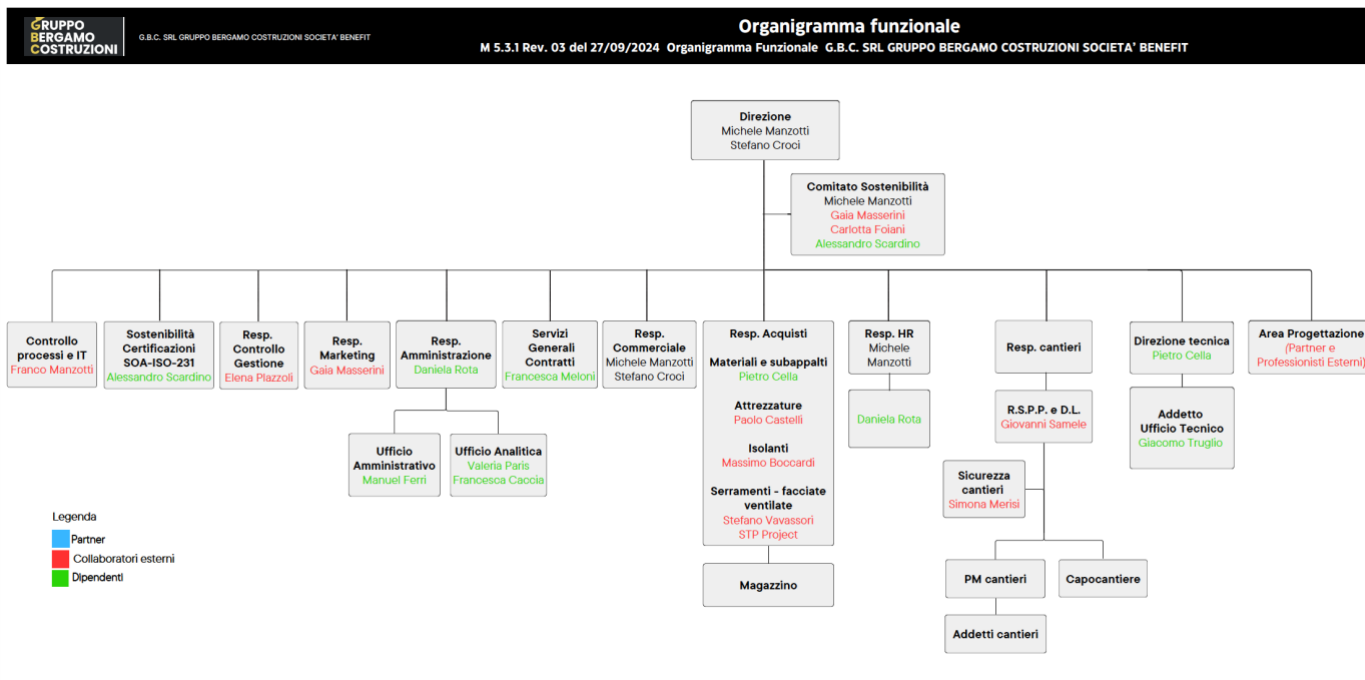 GRUPPO
BERGAMO
COSTRUZIONI
G.B.C. SRL GRUPPO BERGAMO COSTRUZIONI SOCIETA' BENEFIT
Organigramma funzionale
M 5.3.1 Rev. 03 del 27/09/2024 Organigramma Funzionale G.B.C. SRL GRUPPO BERGAMO COSTRUZIONI SOCIETA' BENEFIT
Direzione
Michele Manzotti
Stefano Croci
Comitato Sostenibilità
Michele Manzotti
Gaia Masserini
Carlotta Foiani
Alessandro Scardino
Controllo
processi e IT
Franco Manzotti
Sostenibilità
Certificazioni
SOA-ISO-231
Alessandro Scardino
Resp.
Controllo
Gestione
Elena Plazzoli
Resp.
Marketing
Gaia Masserini
Resp.
Amministrazione
Daniela Rota
Servizi
Generali
Contratti
Francesca Meloni
Resp.
Commerciale
Michele Manzotti
Stefano Croci
Resp. Acquisti
Materiali e subappalti
Pietro Cella
Attrezzature
Paolo Castelli
Isolanti
Massimo Boccardi
Serramenti - facciate
ventilate
Stefano Vavassori
STP Project
Resp. HR
Michele
Manzotti
Resp. cantieri
Direzione tecnica
Pietro Cella
Area Progettazione
(Partner e
Professionisti Esterni)
Ufficio
Amministrativo
Manuel Ferri
Ufficio Analitica
Valeria Paris
Francesca Caccia
Daniela Rota
R.S.P.P. e D.L.
Giovanni Samele
Addetto
Ufficio Tecnico
Giacomo Truglio
Sicurezza
cantieri
Simona Merisi
Magazzino
PM cantieri
Capocantiere
Addetti cantieri
Legenda
Partner
Collaboratori esterni
Dipendenti